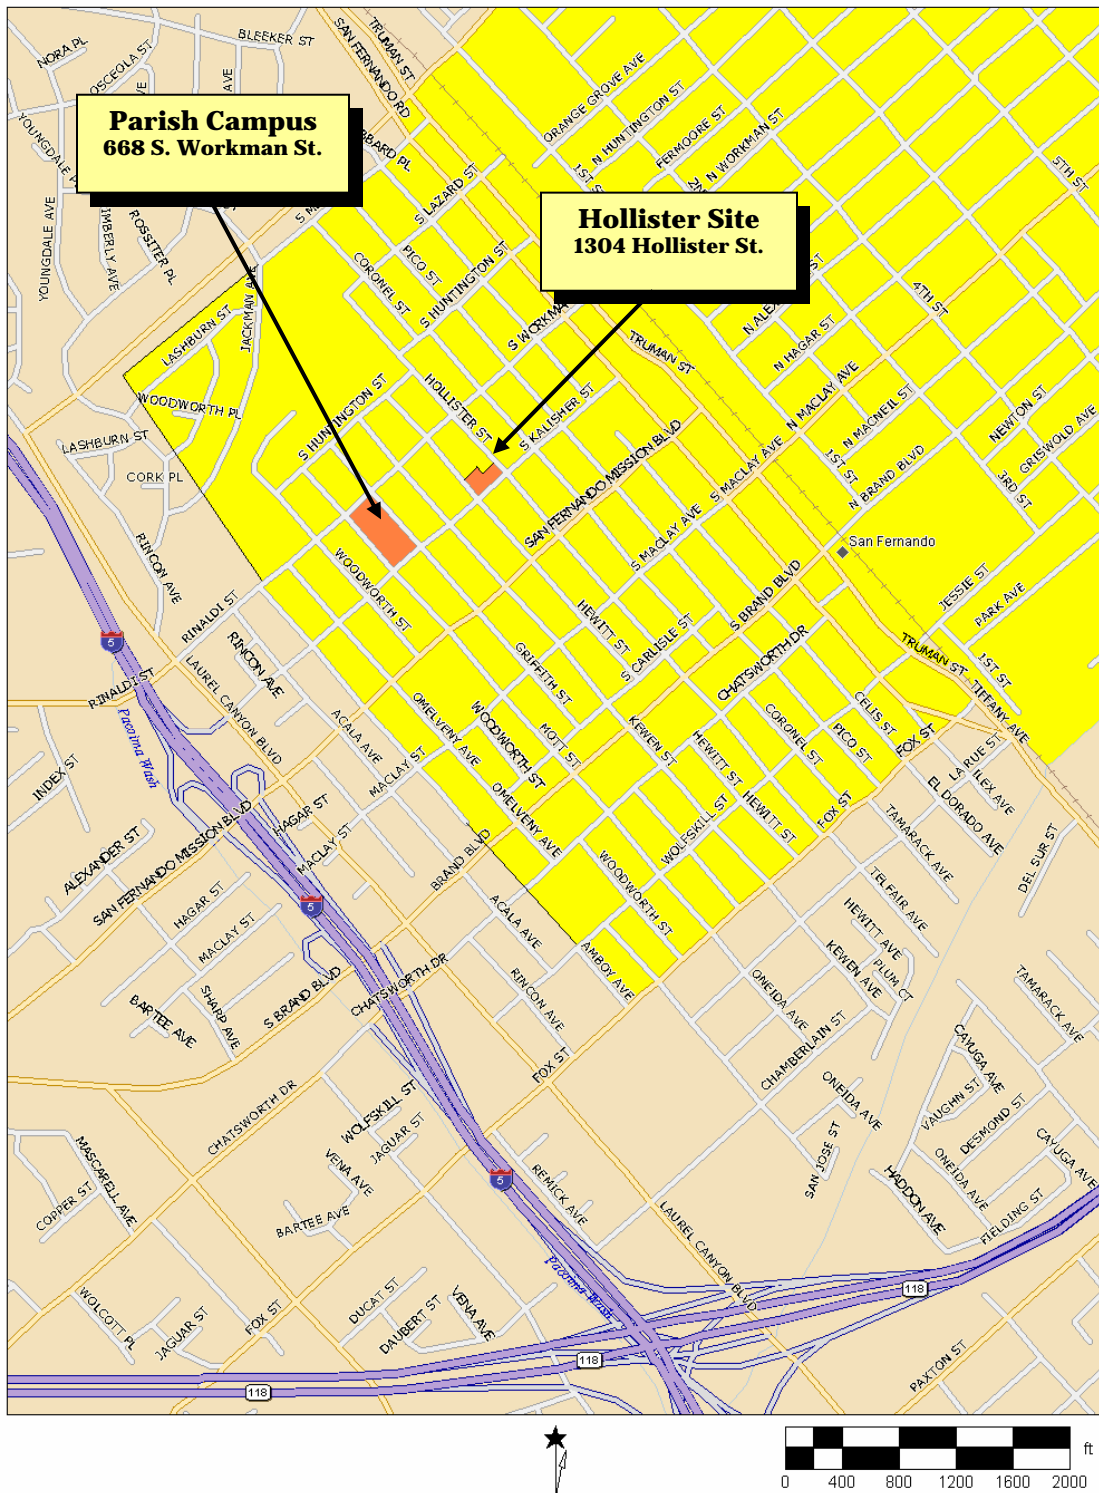 BLEEKER ST
NORA PL
OSCEOLA ST
TRUMAN ST
SAN FERNANDO RD
AVE
AVE
ORANGE GROVE AVE
N HUNTINGTON ST
FERMOORE ST
N WORKMAN ST
1ST S
5TH ST
Parish Campus
668 S. Workman St.
YOUNGDALE P
BBARD PL
S LAZARD ST
S M
Hollister Site
1304 Hollister St.
YOUNGDALE AVE
IMBERLY AVE
ROSSITER PL
JACKMAN AVE
PICO ST
CORONEL ST
S HUNTINGTON ST
S WORKMA
N ALEX
ST
4TH ST
N HAGAR ST
TRUMAN ST
LASHBURN ST
WOODWORTH PL
LASHBURN ST
CORK PL
S HUNTINGTON ST
HOLLISTER ST
S KALISHER ST
SAN FERNANDO MISSION BLVD
N MACLAY AVE
N MACNEIL ST
1ST ST
N BRAND BLVD
NEWTON ST
GRISWOLD AVE
3RD ST
S MACLAY AVE
S MACLAY AVE
San Fernando
RINCON AVE
RINALDI ST
RINCON AVE
WOODWORTH ST
HEWITT ST
S CARLISLE ST
S BRAND BLVD
CHATSWORTH DR
JESSIE ST
PARK AVE
1ST ST
TRUMAN ST
TIFFANY AVE
5
RINALDI ST
Pacoima Wash
LAUREL CANYON BLVD
ACALA AVE
OMELVENY AVE
MACLAY ST
GRIFFITH ST
WOODWORTH ST
MOTT ST
KEWEN ST
HEWITT ST
CORONEL ST
PICO ST
CELIS ST
FOX ST
LA RUE ST
ILEX AVE
EL DORADO AVE
INDEX ST
HAGAR ST
MACLAY ST
OMELVENY AVE
WOLFSKILL ST
HEWITT ST
FOX ST
TAMARACK AVE
DEL SUR ST
ALEXANDER ST
SAN FERNANDO MISSION BLVD
HAGAR ST
MACLAY ST
BRAND BLVD
WOODWORTH ST
TELFAIR AVE
5
ACALA AVE
AMBOY AVE
HEWITT AVE
KEWEN AVE
PLUM CT
BARTEE AVE
SHARP AVE
S BRAND BLVD
CHATSWORTH DR
RINCON AVE
ONEIDA AVE
TAMARACK AVE
CHAMBERLAIN ST
CAYUGA AVE
FOX ST
CHATSWORTH DR
WOLFSKILL ST
JAGUAR ST
ONEIDA AVE
VAUGHN ST
DESMOND ST
SAN JOSE ST
CAYUGA AVE
MASCARELL AVE
COPPER ST
VENA AVE
BARTEE AVE
5
REMICK AVE
HADDON AVE
ONEIDA AVE
FIELDING ST
LAUREL CANYON BLVD
Pacoima Wash
118
WOLCOTT PL
JAGUAR ST
FOX ST
DUCAT ST
DAUBERT ST
VENA AVE
118
118
PAXTON ST
ft
0 400 800 1200 1600 2000